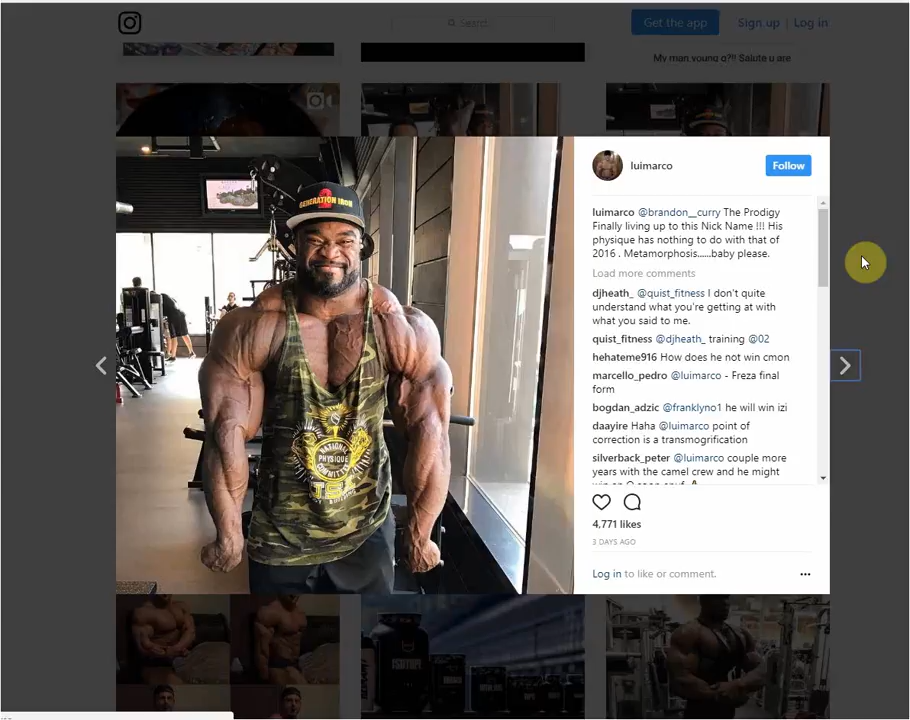 Search
Get the app
Sign up | Log in
My man young g?!! Salute u are
luimarco
Follow
luimarco @brandon__curry The Prodigy
Finally living up to this Nick Name !!! His
physique has nothing to do with that of
2016 . Metamorphosis......baby please.
Load more comments
djheath_ @quist_fitness I don't quite
understand what you're getting at with
what you said to me.
quist_fitness @djheath_ training @02
hehateme916 How does he not win cmon
marcello_pedro @luimarco - Freza final
form
bogdan_adzic @franklyno1 he will win izi
daayire Haha @luimarco point of
correction is a transmogrification
silverback_peter @luimarco couple more
years with the camel crew and he might
4,771 likes
3 DAYS AGO
Log in to like or comment.
GENERATION IRON
NATIONAL
PHYSIQUE
COMMITTEE